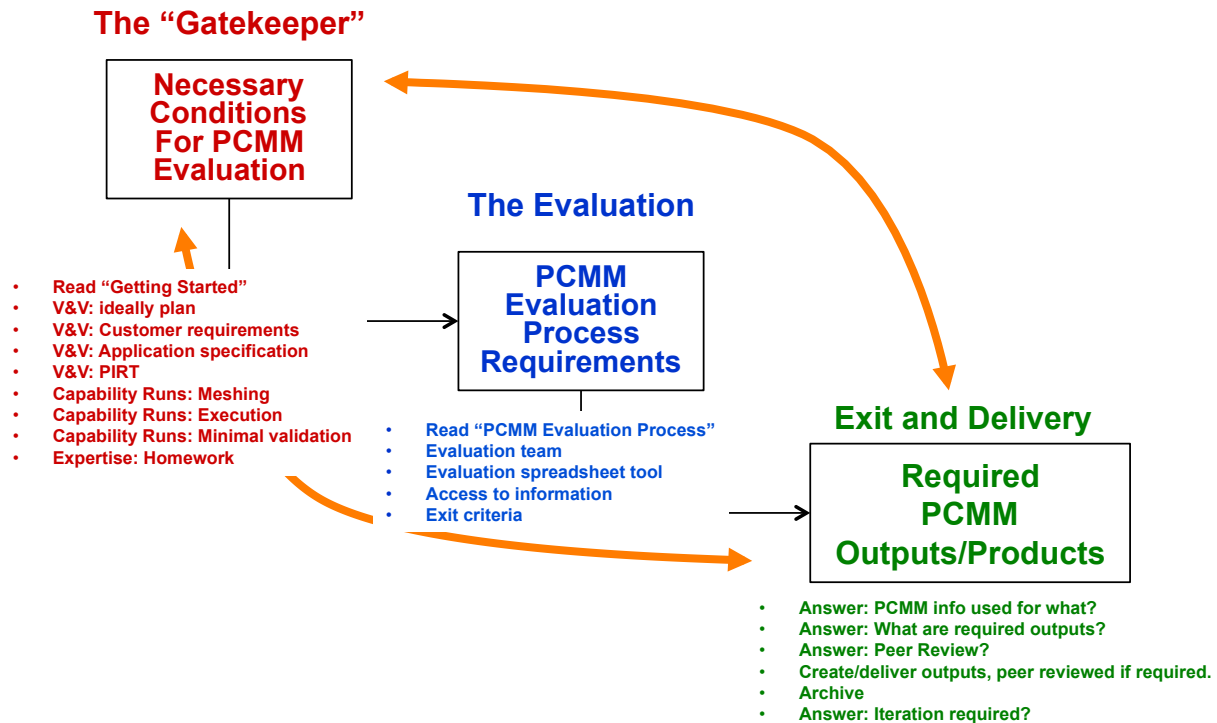 The “Gatekeeper”
Necessary
Conditions
For PCMM
Evaluation
• Read “Getting Started”
• V&V: ideally plan
• V&V: Customer requirements
• V&V: Application specification
• V&V: PIRT
• Capability Runs: Meshing
• Capability Runs: Execution
• Capability Runs: Minimal validation
• Expertise: Homework
The Evaluation
PCMM
Evaluation
Process
Requirements
• Read “PCMM Evaluation Process”
• Evaluation team
• Evaluation spreadsheet tool
• Access to information
• Exit criteria
Exit and Delivery
Required
PCMM
Outputs/Products
• Answer: PCMM info used for what?
• Answer: What are required outputs?
• Answer: Peer Review?
• Create/deliver outputs, peer reviewed if required.
• Archive
• Answer: Iteration required?